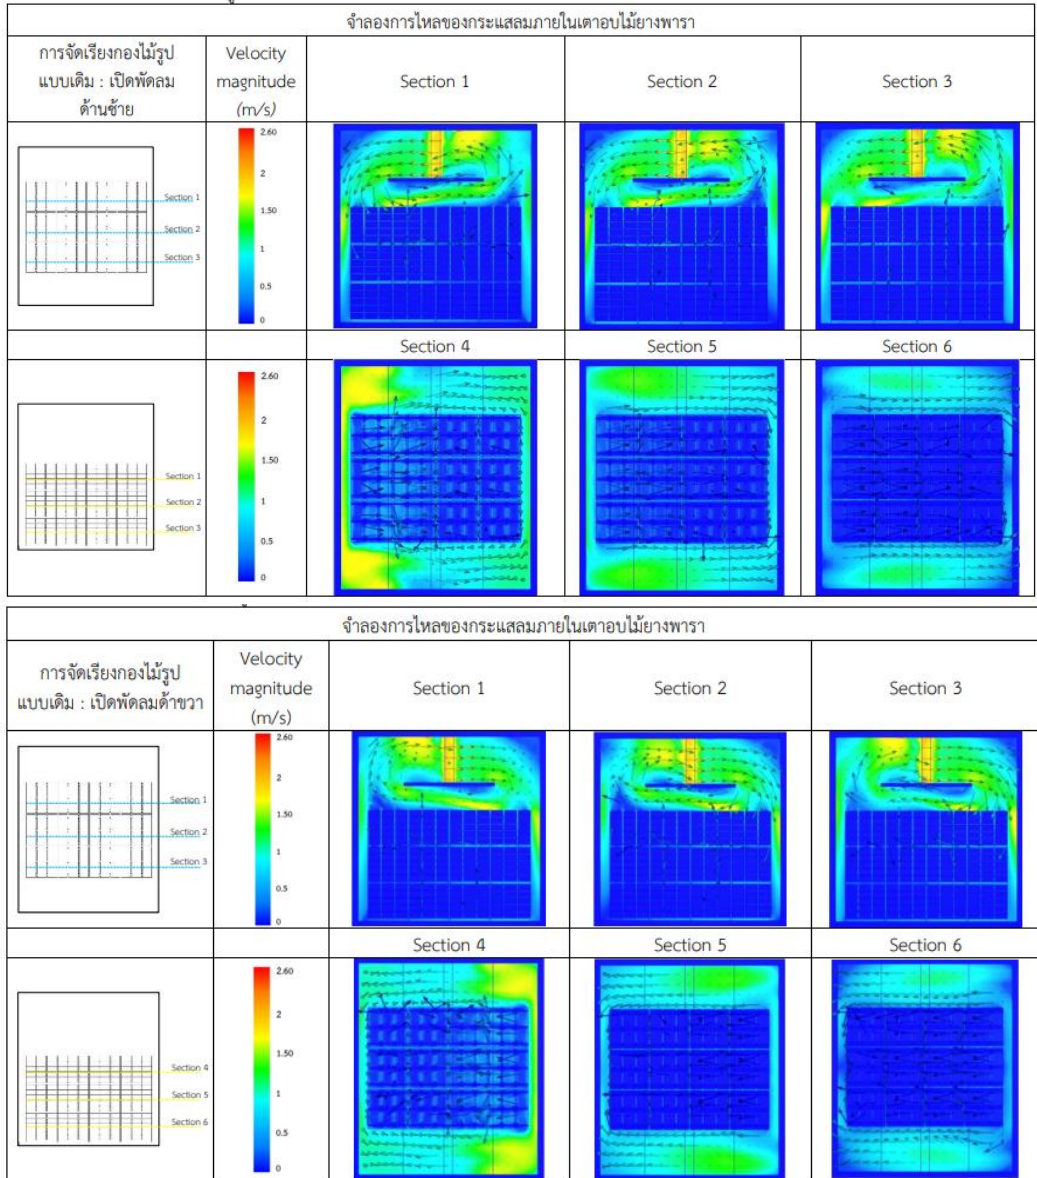 จำลองการไหลของกระแสลมภายในเตาอบไม้ยางพารา
การจัดเรียงกองไม้รูป
แบบเดิม : เปิดพัดลม
ด้านซ้าย
Velocity
magnitude
(m/s)
Section 1
Section 2
Section 3
Section 1
Section 2
Section 3
2.60
2
1.50
1
0.5
0
Section 4
Section 5
Section 6
Section 1
Section 2
Section 3
2.60
2
1.50
1
0.5
0
จำลองการไหลของกระแสลมภายในเตาอบไม้ยางพารา
การจัดเรียงกองไม้รูป
แบบเดิม : เปิดพัดลมด้าขวา
Velocity
magnitude
(m/s)
Section 1
Section 2
Section 3
Section 1
Section 2
Section 3
2.60
2
1.50
1
0.5
0
Section 4
Section 5
Section 6
Section 4
Section 5
Section 6
2.60
2
1.50
1
0.5
0